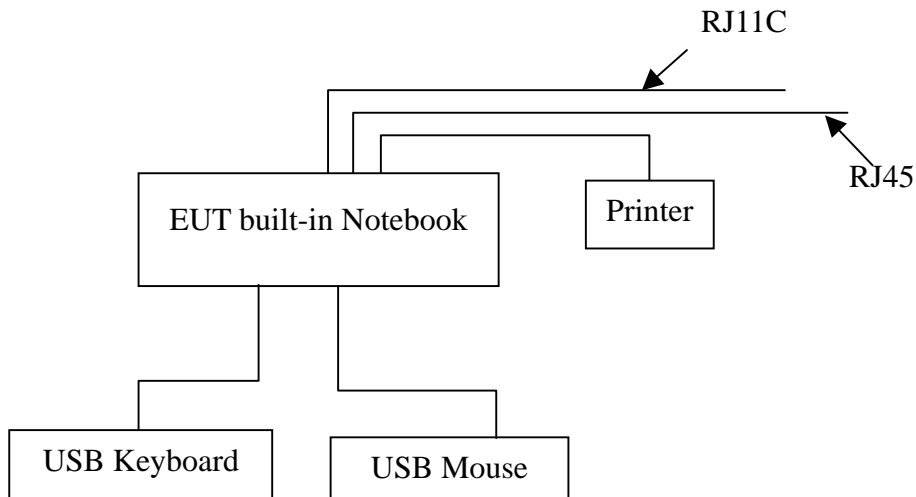 RJ11C
RJ45
EUT built-in Notebook
Printer
USB Keyboard
USB Mouse